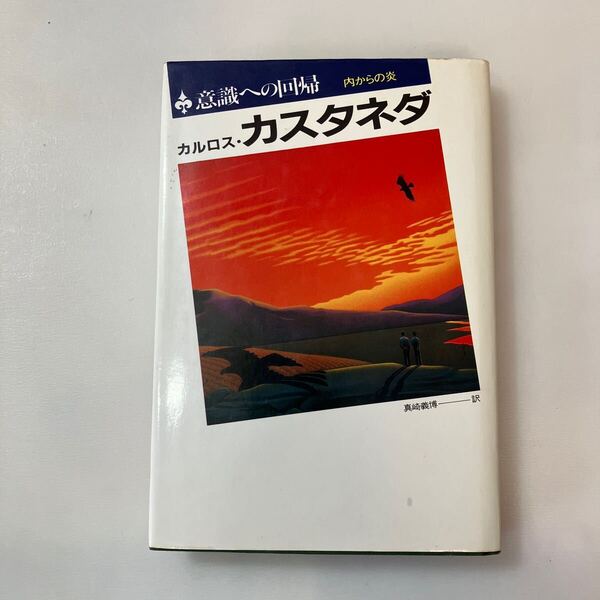 意識への回帰 内からの炎
カルロス・カスタネダ
真崎義博——訳